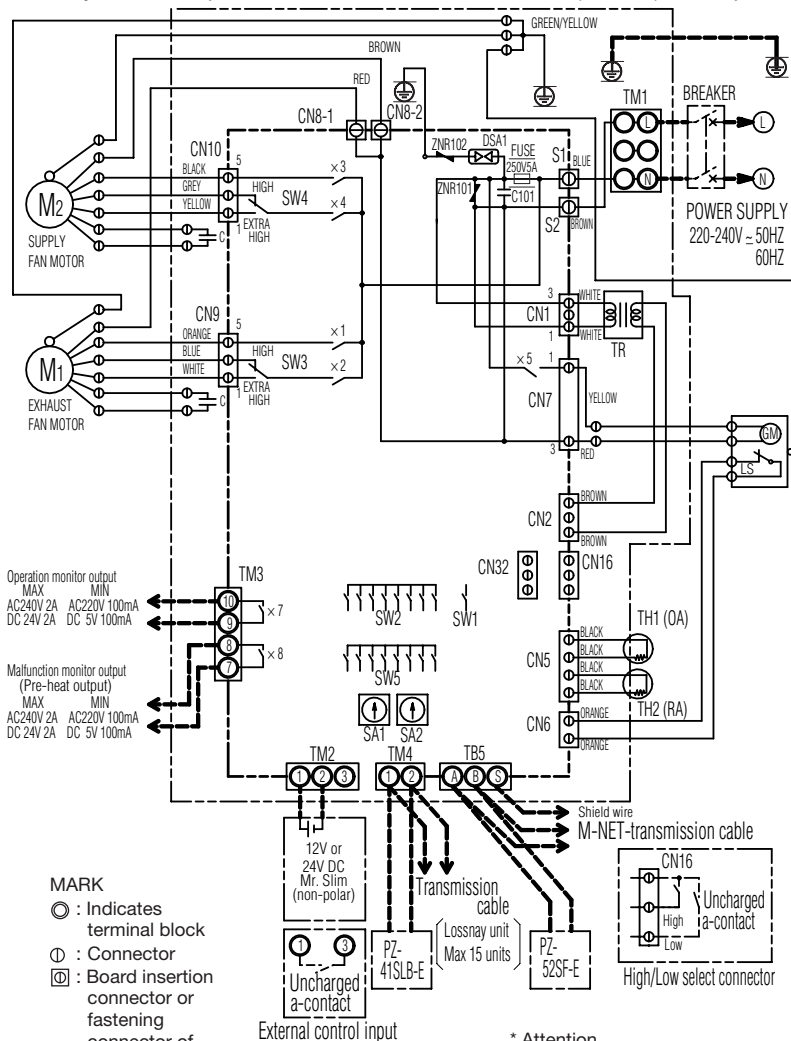 GREEN/YELLOW
BROWN
RED
CN8-1
CN8-2
TM1
BREAKER
L
L
N
N
POWER SUPPLY
220-240V ~ 50HZ
60HZ
ZNR102
DSA1
FUSE
250V5A
ZNR101
C101
S1
BLUE
S2
BROWN
CN10
5
BLACK
GREY
YELLOW
1
HIGH
EXTRA
HIGH
SW4
×3
×4
C
M2
SUPPLY
FAN MOTOR
CN9
5
ORANGE
BLUE
WHITE
1
HIGH
EXTRA
HIGH
SW3
×1
×2
C
M1
EXHAUST
FAN MOTOR
3
WHITE
CN1
1
WHITE
TR
×5
1
CN7
YELLOW
3
RED
GM
LS
BROWN
CN2
BROWN
CN32
CN16
Operation monitor output
MAX MIN
AC240V 2A AC220V 100mA
DC 24V 2A DC 5V 100mA
TM3
10
9
8
7
×7
×8
Malfunction monitor output
(Pre-heat output)
MAX MIN
AC240V 2A AC220V 100mA
DC 24V 2A DC 5V 100mA
SW2
SW1
SW5
SA1
SA2
TH1 (OA)
BLACK
BLACK
CN5
BLACK
BLACK
TH2 (RA)
CN6
ORANGE
ORANGE
TM2
1 2 3
TM4
1 2
TB5
A B S
Shield wire
M-NET-transmission cable
12V or
24V DC
Mr. Slim
(non-polar)
Transmission
cable
Lossnay unit
Max 15 units
PZ-
41SLB-E
PZ-
52SF-E
1 3
Uncharged
a-contact
External control input
CN16
Uncharged
a-contact
High
Low
High/Low select connector
MARK
: Indicates
terminal block
: Connector
: Board insertion
connector or
fastening
* Attention